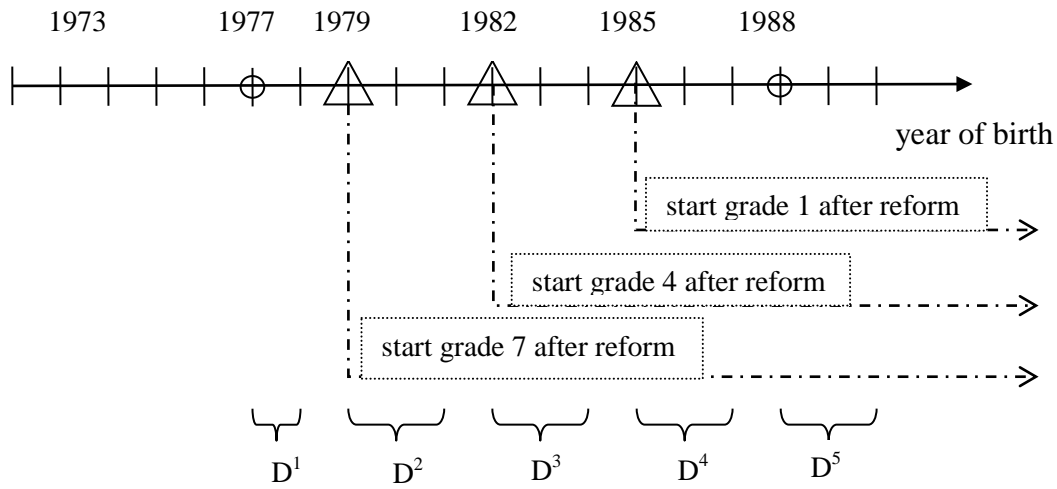 1973 1977 1979 1982 1985 1988
year of birth
start grade 1 after reform
start grade 4 after reform
start grade 7 after reform
D¹ D² D³ D⁴ D⁵